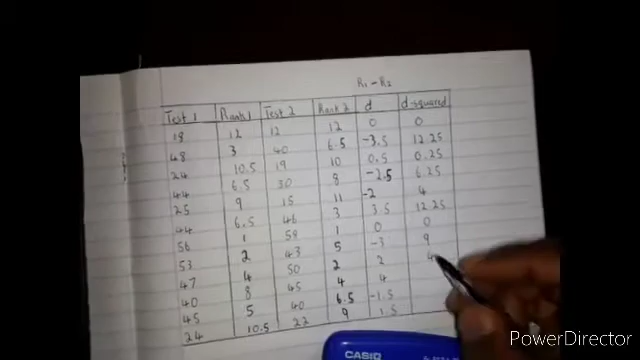 R1 - R2
Test 1 Rank 1 Test 2 Rank 2 d d-squared
18 12 12 12 0 0
48 3 40 6.5 -3.5 12.25
24 10.5 19 10 0.5 0.25
44 6.5 30 8 -2.5 6.25
25 9 15 11 -2 4
44 6.5 46 3 3.5 12.25
56 1 58 1 0 0
53 2 43 5 -3 9
47 4 50 2 2 4
40 8 45 4 4
45 5 40 6.5 -1.5
24 10.5 22 9 1.5
CASIO
PowerDirector